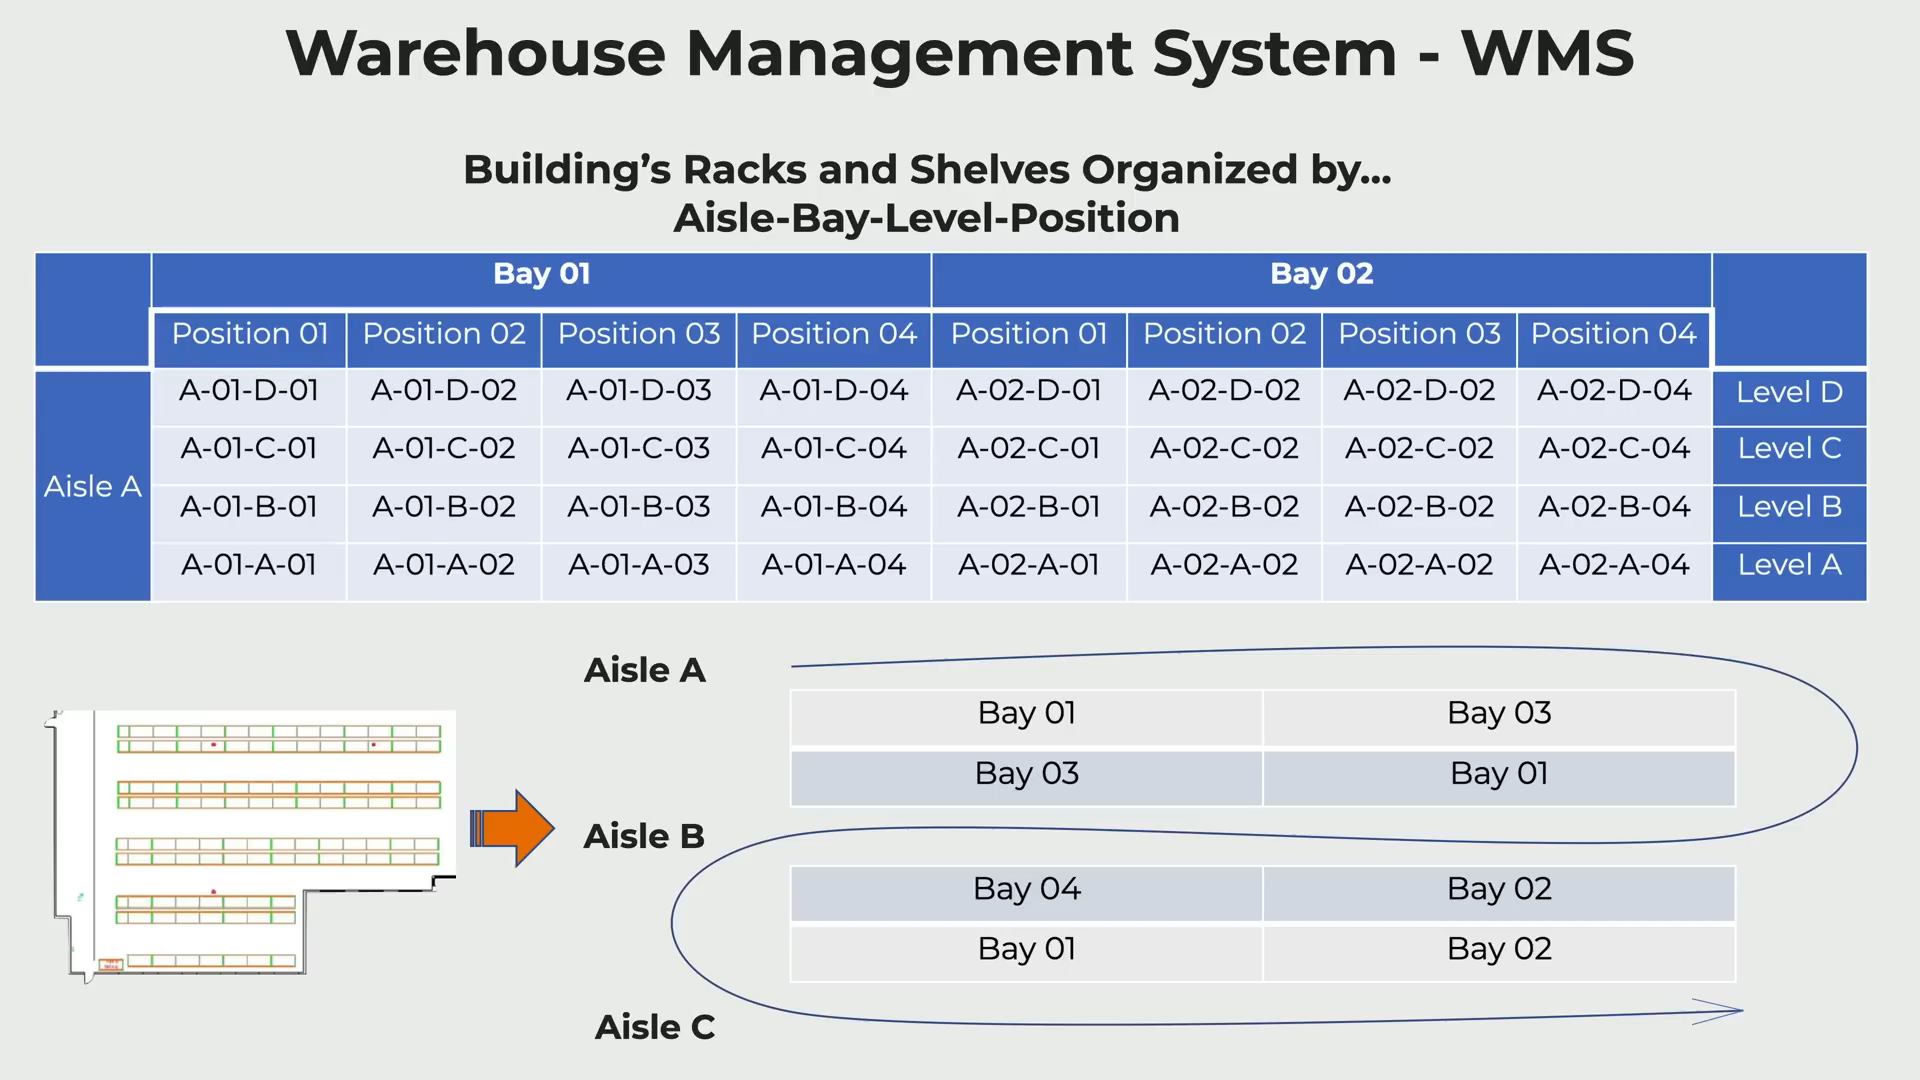 Warehouse Management System - WMS
Building’s Racks and Shelves Organized by...
Aisle-Bay-Level-Position
Bay 01 Bay 02
Position 01 Position 02 Position 03 Position 04 Position 01 Position 02 Position 03 Position 04
A-01-D-01 A-01-D-02 A-01-D-03 A-01-D-04 A-02-D-01 A-02-D-02 A-02-D-02 A-02-D-04 Level D
A-01-C-01 A-01-C-02 A-01-C-03 A-01-C-04 A-02-C-01 A-02-C-02 A-02-C-02 A-02-C-04 Level C
Aisle A
A-01-B-01 A-01-B-02 A-01-B-03 A-01-B-04 A-02-B-01 A-02-B-02 A-02-B-02 A-02-B-04 Level B
A-01-A-01 A-01-A-02 A-01-A-03 A-01-A-04 A-02-A-01 A-02-A-02 A-02-A-02 A-02-A-04 Level A
Aisle A
Bay 01 Bay 03
Bay 03 Bay 01
Aisle B
Bay 04 Bay 02
Bay 01 Bay 02
Aisle C